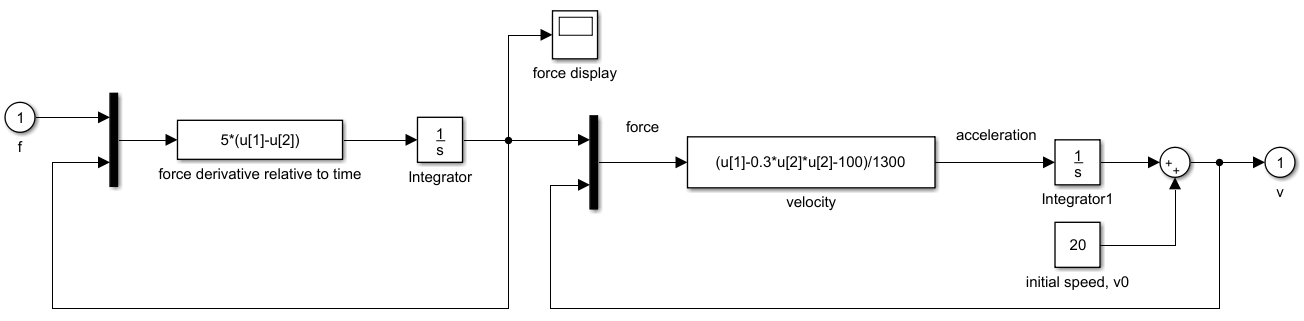 1
f
5*(u[1]-u[2])
force derivative relative to time
1
s
Integrator
force display
force
(u[1]-0.3*u[2]*u[2]-100)/1300
velocity
acceleration
1
s
Integrator1
+
+
20
initial speed, v0
1
v